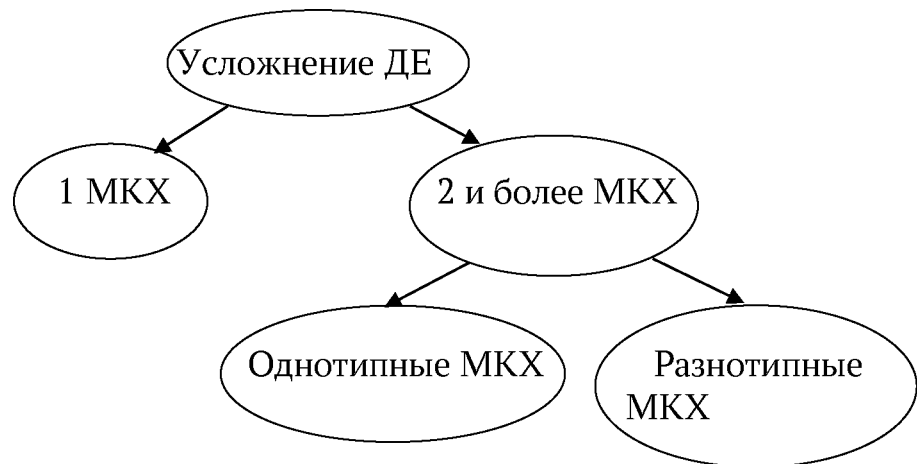 Усложнение ДЕ
1 МКХ
2 и более МКХ
Однотипные МКХ
Разнотипные
МКХ